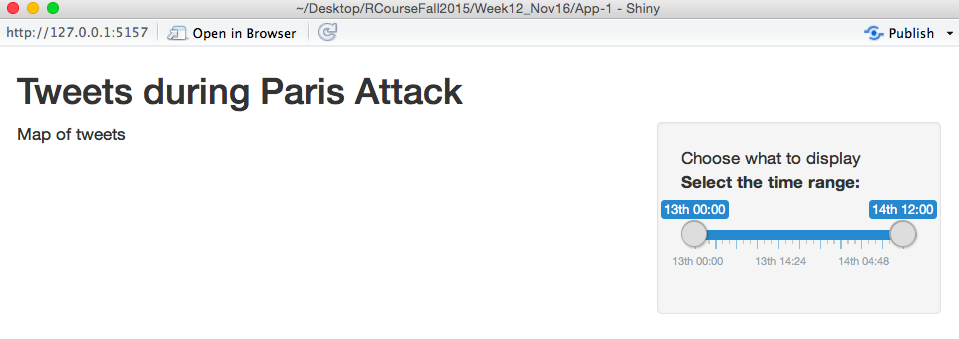 ~/Desktop/RCourseFall2015/Week12_Nov16/App-1 - Shiny
http://127.0.0.1:5157 Open in Browser Publish
Tweets during Paris Attack
Map of tweets
Choose what to display
Select the time range:
13th 00:00 14th 12:00
13th 00:00 13th 14:24 14th 04:48